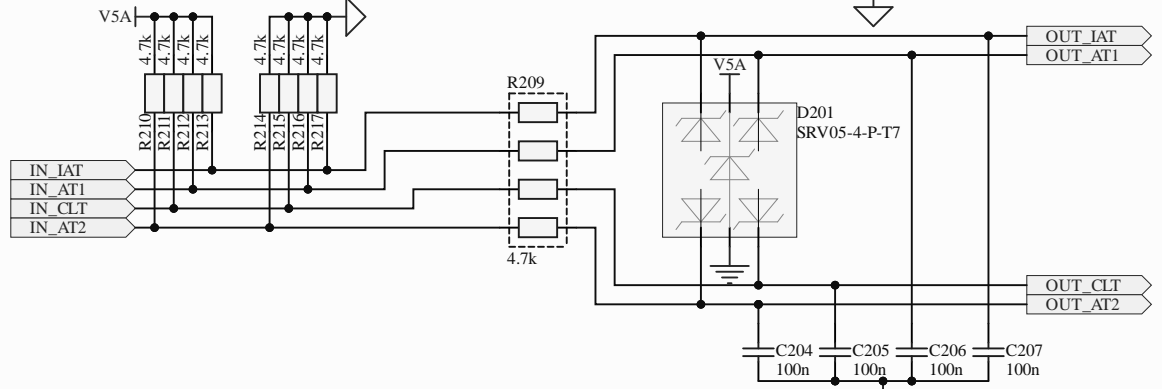 V5A
4.7k 4.7k 4.7k 4.7k
4.7k 4.7k 4.7k 4.7k
R210 R211 R212 R213
R214 R215 R216 R217
IN_IAT
IN_AT1
IN_CLT
IN_AT2
R209
4.7k
V5A
D201
SRV05-4-P-T7
OUT_IAT
OUT_AT1
OUT_CLT
OUT_AT2
C204
100n
C205
100n
C206
100n
C207
100n